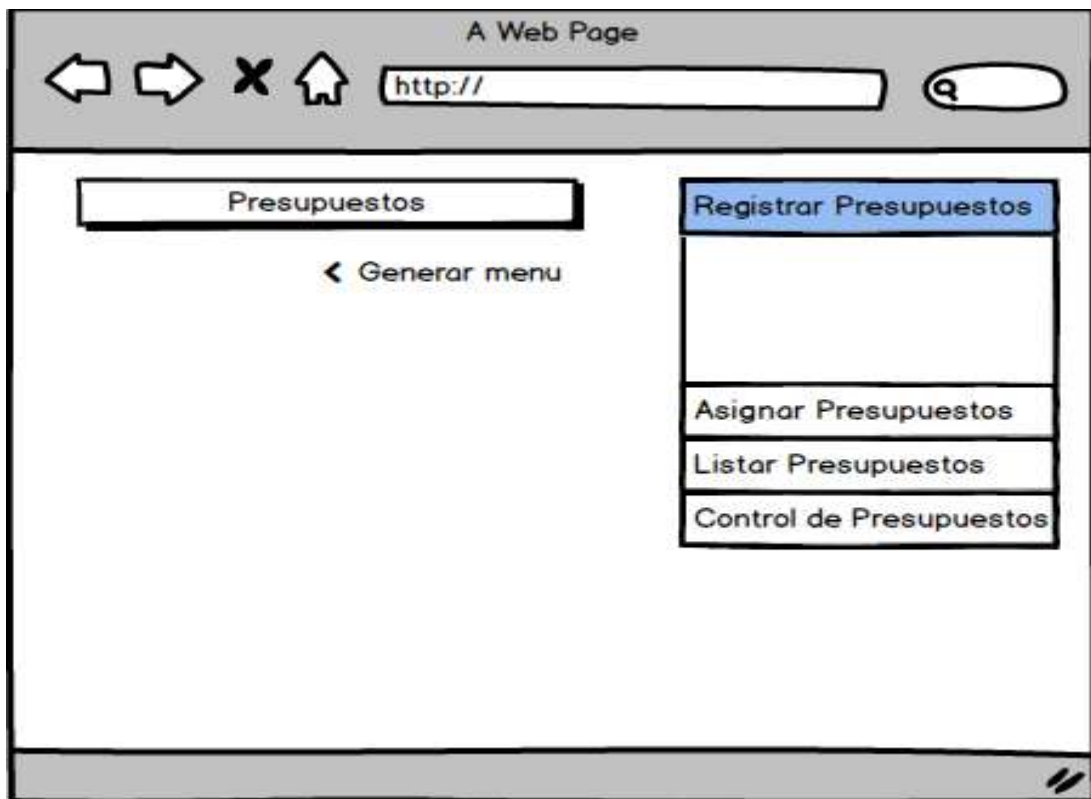 A Web Page
http://
Presupuestos
< Generar menu
Registrar Presupuestos
Asignar Presupuestos
Listar Presupuestos
Control de Presupuestos